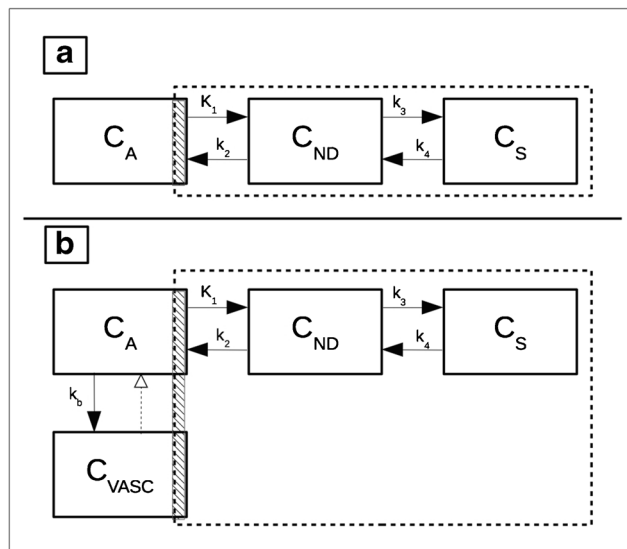 a
K1 k3
CA CND CS
k2 k4
b
K1 k3
CA CND CS
k2 k4
kb
CVASC